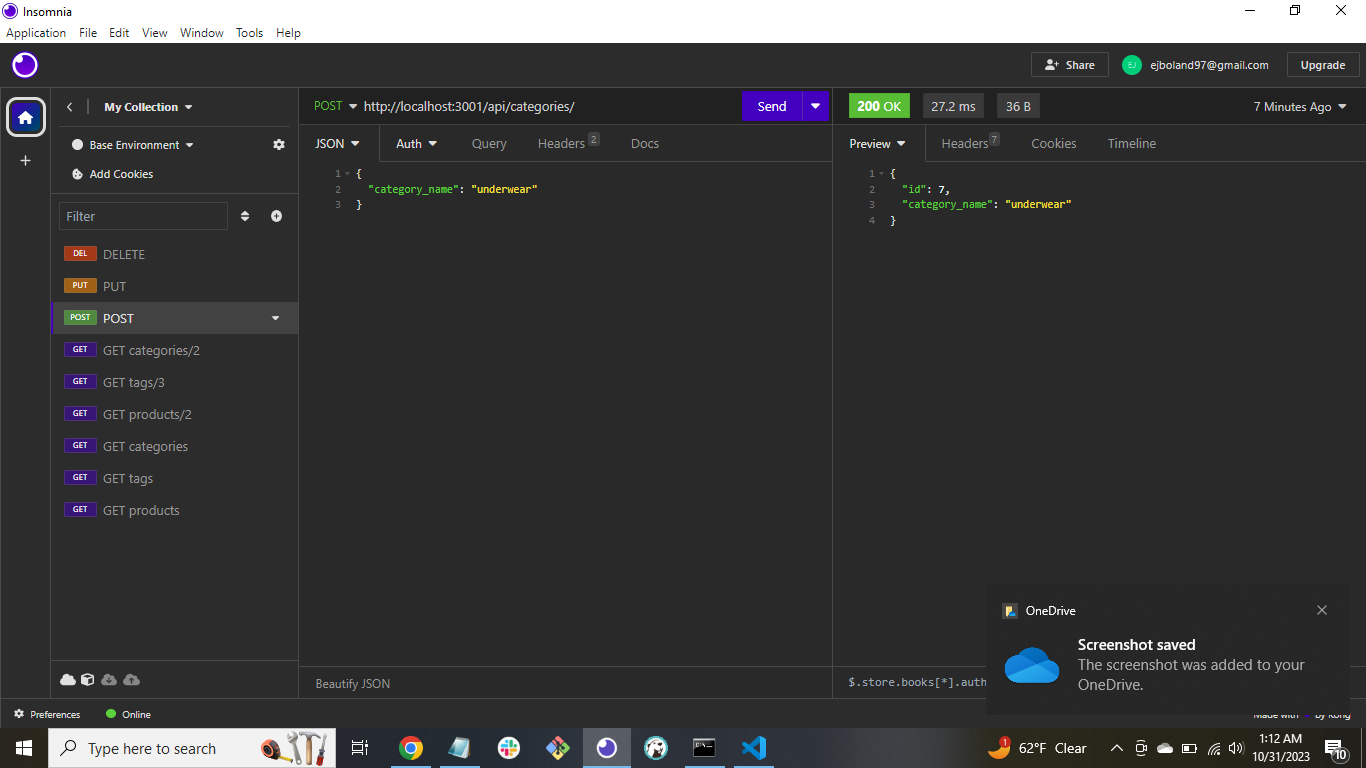 Insomnia
Application File Edit View Window Tools Help
Share EJ ejboland97@gmail.com Upgrade
My Collection
Base Environment
Add Cookies
Filter
DEL DELETE
PUT PUT
POST POST
GET GET categories/2
GET GET tags/3
GET GET products/2
GET GET categories
GET GET tags
GET GET products
Preferences Online
POST http://localhost:3001/api/categories/ Send
JSON Auth Query Headers 2 Docs
1 {
2 "category_name": "underwear"
3 }
Beautify JSON
200 OK 27.2 ms 36 B 7 Minutes Ago
Preview Headers 7 Cookies Timeline
1 {
2 "id": 7,
3 "category_name": "underwear"
4 }
$.store.books[*].auth
OneDrive
Screenshot saved
The screenshot was added to your
OneDrive.
Made with by Kong
Type here to search
1 62°F Clear
1:12 AM
10/31/2023
10